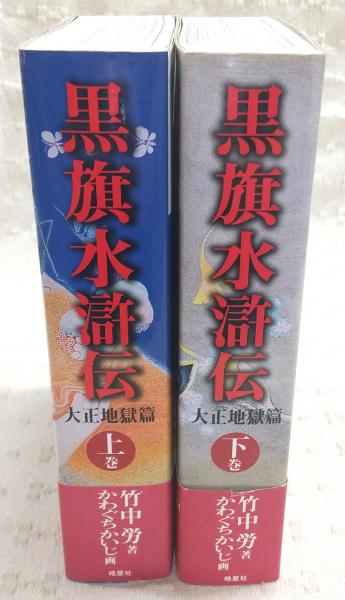 黒旗水滸伝
大正地獄篇
上巻
竹中労著
かわぐちかいじ画
皓星社
黒旗水滸伝
大正地獄篇
下巻
竹中労著
かわぐちかいじ画
皓星社